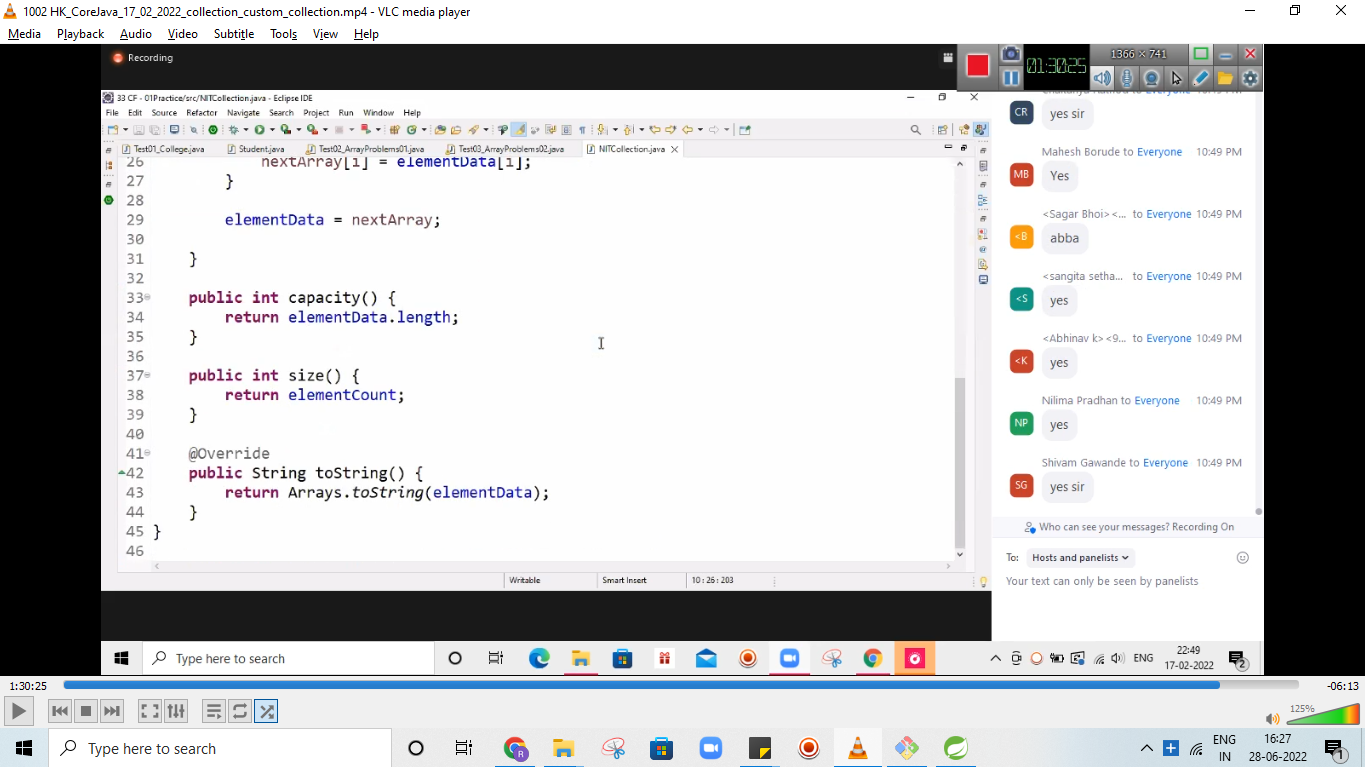 1002 HK_CoreJava_17_02_2022_collection_custom_collection.mp4 - VLC media player
Media Playback Audio Video Subtitle Tools View Help
Recording
1366 × 741
01:30:25
33 CF - 01Practice/src/NITCollection.java - Eclipse IDE
File Edit Source Refactor Navigate Search Project Run Window Help
Test01_College.java Student.java Test02_ArrayProblems01.java Test03_ArrayProblems02.java NITCollection.java
26 nextArray[i] = elementData[i];
27 }
28
29 elementData = nextArray;
30
31 }
32
33 public int capacity() {
34 return elementData.length;
35 }
36
37 public int size() {
38 return elementCount;
39 }
40
41 @Override
42 public String toString() {
43 return Arrays.toString(elementData);
44 }
45 }
46
Writable Smart Insert 10 : 26 : 203
to Everyone
CR yes sir
Mahesh Borude to Everyone 10:49 PM
MB Yes
<Sagar Bhoi> <... to Everyone 10:49 PM
<B abba
<sangita setha... to Everyone 10:49 PM
<S yes
<Abhinav k> <9... to Everyone 10:49 PM
<K yes
Nilima Pradhan to Everyone 10:49 PM
NP yes
Shivam Gawande to Everyone 10:49 PM
SG yes sir
Who can see your messages? Recording On
To: Hosts and panelists
Your text can only be seen by panelists
Type here to search
ENG
22:49
17-02-2022
2
1:30:25
-06:13
125%
Type here to search
R
ENG
IN
16:27
28-06-2022
1